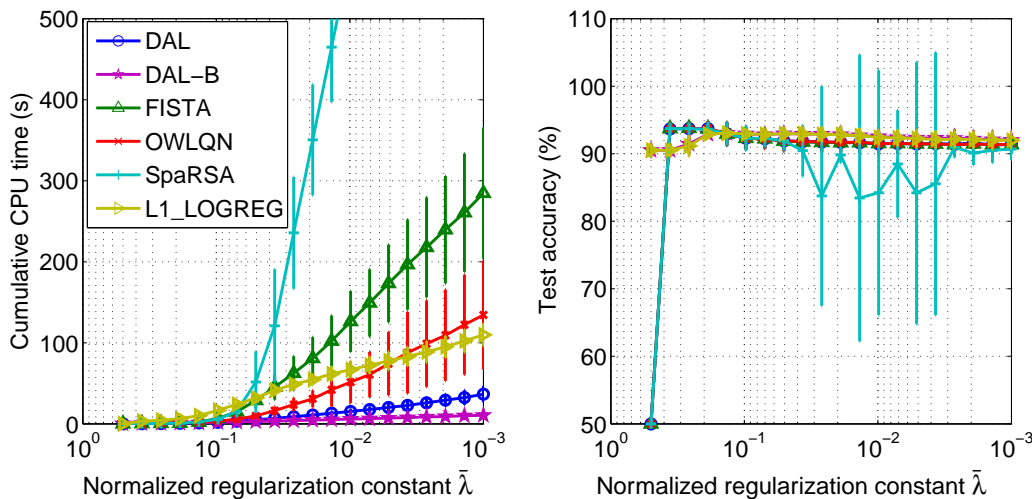 500
400
300
200
100
0
Cumulative CPU time (s)
DAL
DAL−B
FISTA
OWLQN
SpaRSA
L1_LOGREG
10^0
10^−1
10^−2
10^−3
Normalized regularization constant λ̄
110
100
90
80
70
60
50
Test accuracy (%)
10^0
10^−1
10^−2
10^−3
Normalized regularization constant λ̄